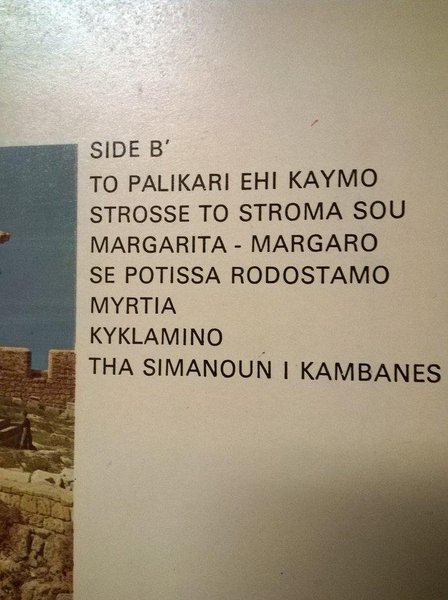 SIDE B'
TO PALIKARI EHI KAYMO
STROSSE TO STROMA SOU
MARGARITA - MARGARO
SE POTISSA RODOSTAMO
MYRTIA
KYKLAMINO
THA SIMANOUN I KAMBANES